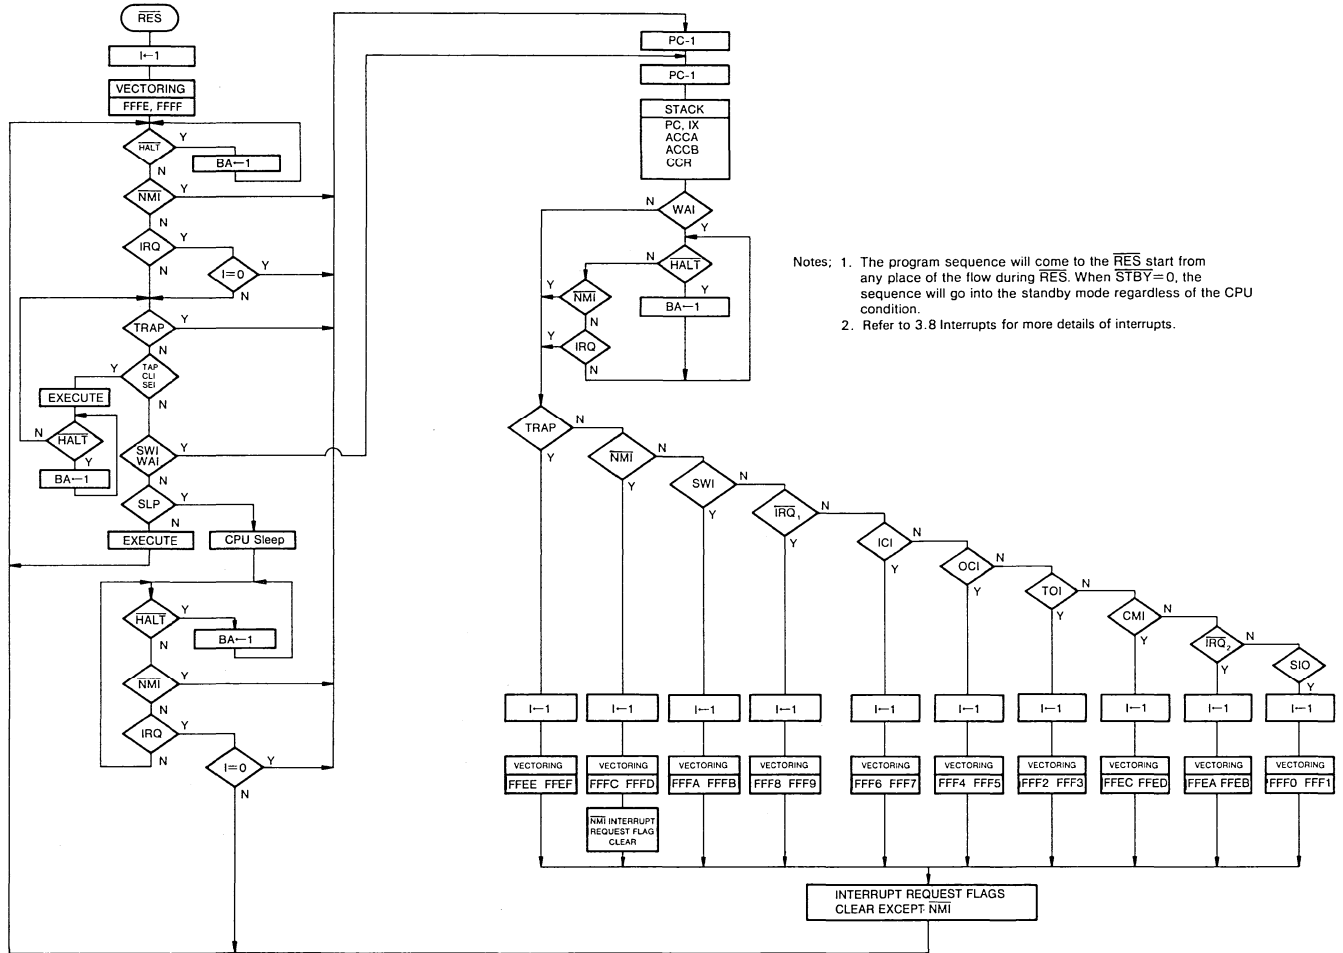 RES
I←1
VECTORING
FFFE, FFFF
HALT
Y
BA←1
N
NMI
Y
N
IRQ
Y
N
I=0
Y
N
TRAP
Y
N
TAP
CLI
SEI
Y
N
EXECUTE
HALT
N
Y
BA←1
SWI
WAI
Y
N
SLP
Y
N
EXECUTE
CPU Sleep
HALT
Y
BA←1
N
NMI
Y
N
IRQ
Y
N
I=0
Y
N
PC-1
PC-1
STACK
PC, IX
ACCA
ACCB
CCR
WAI
N
Y
HALT
N
Y
BA←1
NMI
Y
N
IRQ
Y
N
Notes; 1. The program sequence will come to the RES start from
any place of the flow during RES. When STBY=0, the
sequence will go into the standby mode regardless of the CPU
condition.
2. Refer to 3.8 Interrupts for more details of interrupts.
TRAP
N
Y
NMI
N
Y
SWI
N
Y
IRQ1
N
Y
ICI
N
Y
OCI
N
Y
TOI
N
Y
CMI
N
Y
IRQ2
N
Y
SIO
Y
I←1 I←1 I←1 I←1 I←1 I←1 I←1 I←1 I←1 I←1
VECTORING VECTORING VECTORING VECTORING VECTORING VECTORING VECTORING VECTORING VECTORING VECTORING
FFEE FFEF FFFC FFFD FFFA FFFB FFF8 FFF9 FFF6 FFF7 FFF4 FFF5 FFF2 FFF3 FFEC FFED FFEA FFEB FFF0 FFF1
NMI INTERRUPT
REQUEST FLAG
CLEAR
INTERRUPT REQUEST FLAGS
CLEAR EXCEPT NMI